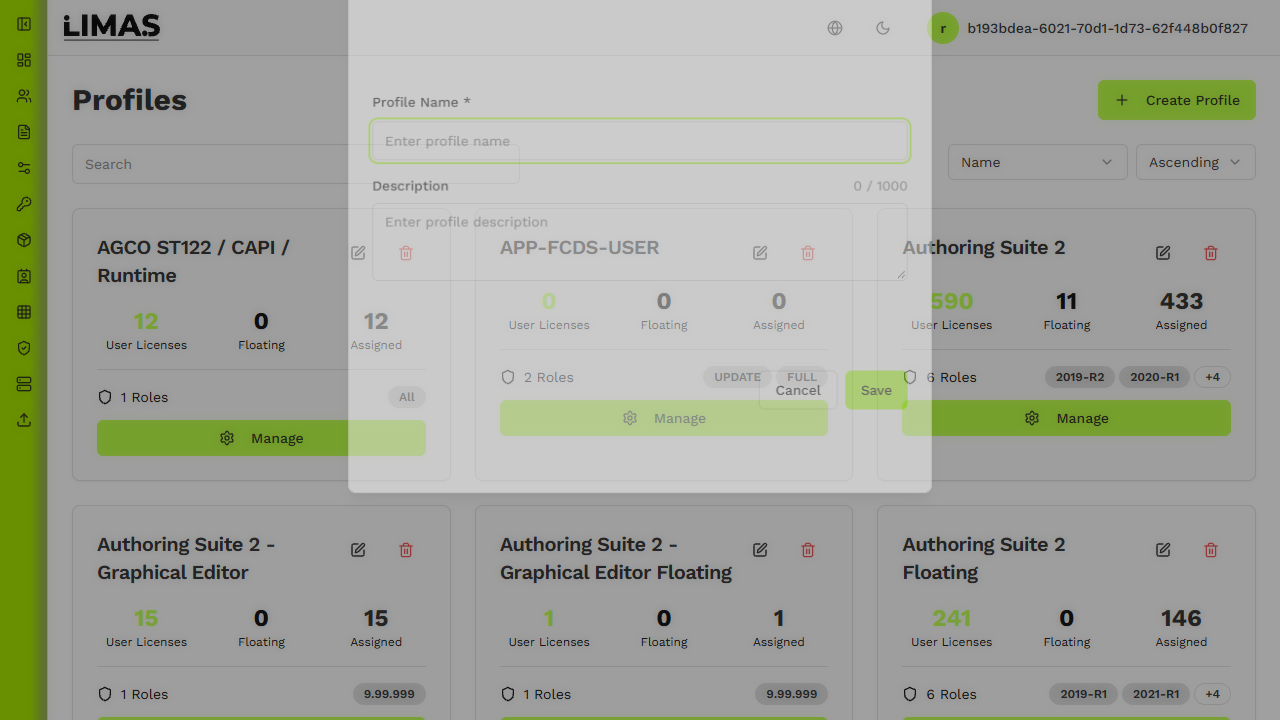 LIMAS
r b193bdea-6021-70d1-1d73-62f448b0f827
Profiles
Create Profile
Search
Name
Ascending
Profile Name *
Enter profile name
Description
0 / 1000
Enter profile description
Cancel
Save
AGCO ST122 / CAPI /
Runtime
12 0 12
User Licenses Floating Assigned
1 Roles All
Manage
APP-FCDS-USER
0 0 0
User Licenses Floating Assigned
2 Roles UPDATE FULL
Manage
Authoring Suite 2
590 11 433
User Licenses Floating Assigned
6 Roles 2019-R2 2020-R1 +4
Manage
Authoring Suite 2 -
Graphical Editor
15 0 15
User Licenses Floating Assigned
1 Roles 9.99.999
Authoring Suite 2 -
Graphical Editor Floating
1 0 1
User Licenses Floating Assigned
1 Roles 9.99.999
Authoring Suite 2
Floating
241 0 146
User Licenses Floating Assigned
6 Roles 2019-R1 2021-R1 +4